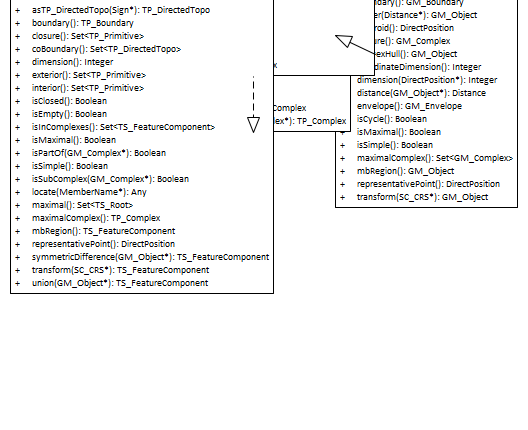 + asTP_DirectedTopo(Sign*): TP_DirectedTopo
+ boundary(): TP_Boundary
+ closure(): Set<TP_Primitive>
+ coBoundary(): Set<TP_DirectedTopo>
+ dimension(): Integer
+ exterior(): Set<TP_Primitive>
+ interior(): Set<TP_Primitive>
+ isClosed(): Boolean
+ isEmpty(): Boolean
+ isInComplexes(): Set<TS_FeatureComponent>
+ isMaximal(): Boolean
+ isPartOf(GM_Complex*): Boolean
+ isSimple(): Boolean
+ isSubComplex(GM_Complex*): Boolean
+ locate(MemberName*): Any
+ maximal(): Set<TS_Root>
+ maximalComplex(): TP_Complex
+ mbRegion(): TS_FeatureComponent
+ representativePoint(): DirectPosition
+ symmetricDifference(GM_Object*): TS_FeatureComponent
+ transform(SC_CRS*): TS_FeatureComponent
+ union(GM_Object*): TS_FeatureComponent
x
Complex
lex*): TP_Complex
ndary(): GM_Boundary
er(Distance*): GM_Object
roid(): DirectPosition
ure(): GM_Complex
exHull(): GM_Object
rdinateDimension(): Integer
dimension(DirectPosition*): Integer
distance(GM_Object*): Distance
envelope(): GM_Envelope
isCycle(): Boolean
+ isMaximal(): Boolean
+ isSimple(): Boolean
+ maximalComplex(): Set<GM_Complex>
+ mbRegion(): GM_Object
+ representativePoint(): DirectPosition
+ transform(SC_CRS*): GM_Object